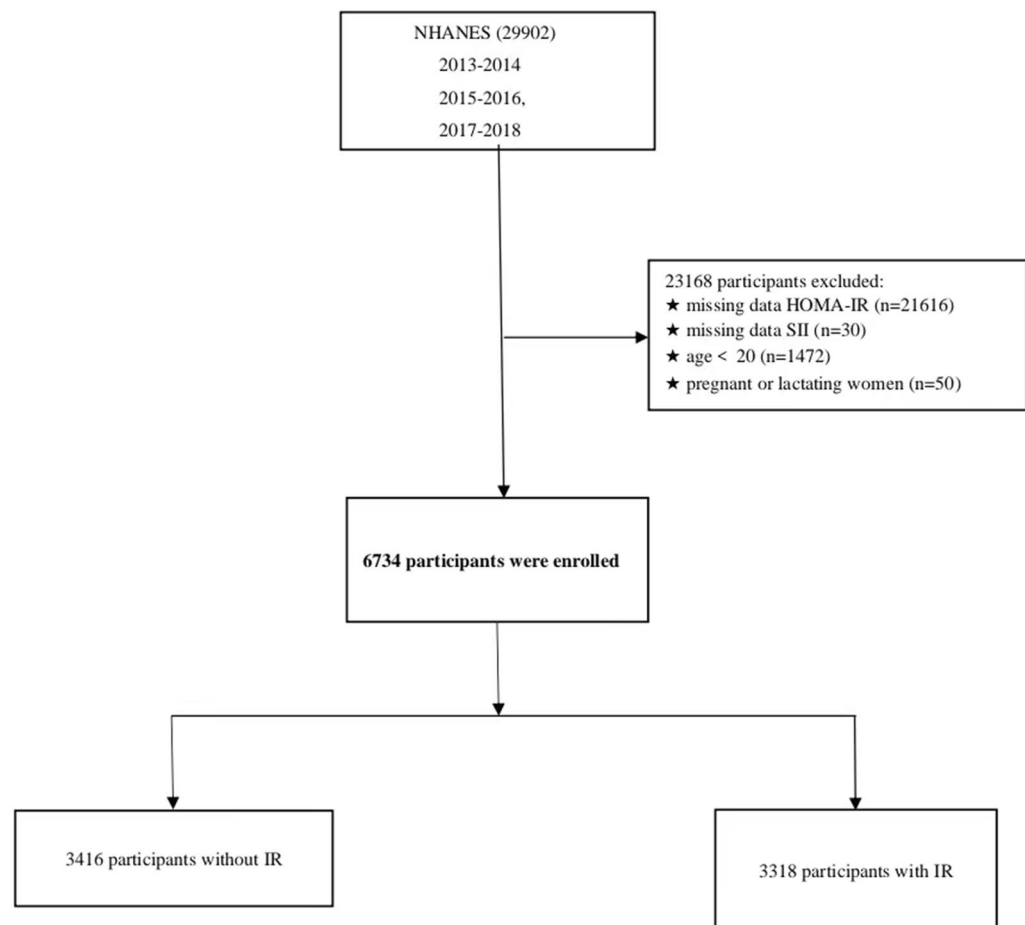 NHANES (29902)
2013-2014
2015-2016,
2017-2018
23168 participants excluded:
★ missing data HOMA-IR (n=21616)
★ missing data SII (n=30)
★ age < 20 (n=1472)
★ pregnant or lactating women (n=50)
6734 participants were enrolled
3416 participants without IR
3318 participants with IR